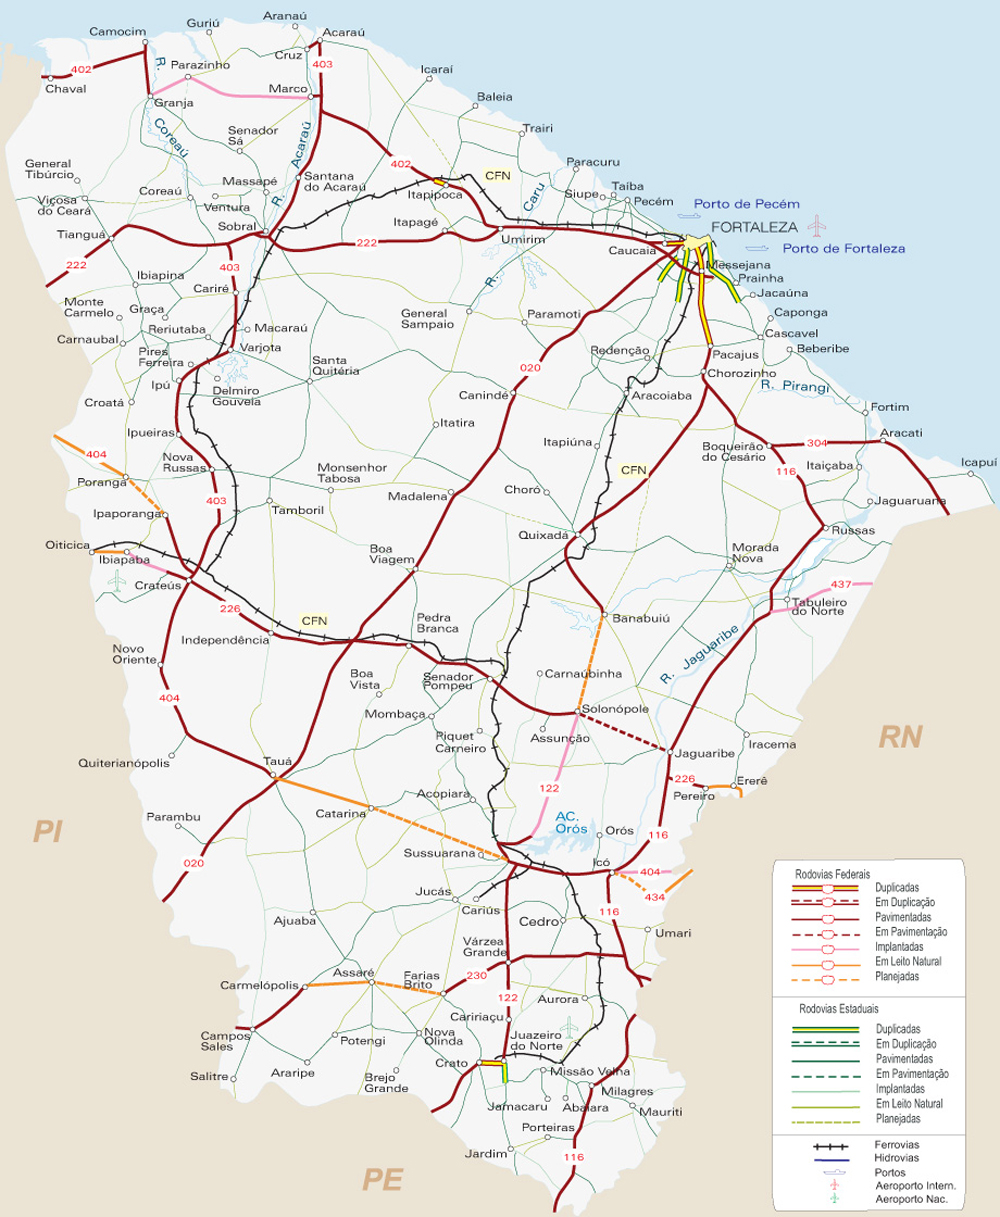 Aranaú
Guriú
Camocim
Acaraú
Cruz
R.
402
Chaval
Parazinho
403
Icaraí
Marco
Granja
Baleia
Coreaú
Senador
Sá
Acaraú
Trairi
General
Tibúrcio
402
Paracuru
Massapé
Santana
do Acaraú
CFN
Taíba
Viçosa
do Ceará
Coreaú
R.
Itapipoca
Caru
Siupe
Pecém
Porto de Pecém
Ventura
Itapagé
Tianguá
Sobral
FORTALEZA
Umirim
222
Caucaia
Porto de Fortaleza
222
403
Messejana
Ibiapina
R.
Prainha
Cariré
Jacaúna
Monte
Carmelo
Graça
General
Sampaio
Paramoti
Caponga
Reriutaba
Macaraú
Cascavel
Carnaubal
Pires
Ferreira
Varjota
Redenção
Beberibe
Santa
Quitéria
Pacajus
020
Chorozinho
Ipú
Delmiro
Gouvela
R. Pirangi
Canindé
Aracoiaba
Croatá
Fortim
Itatira
Ipueiras
Itapiúna
Aracati
404
Boqueirão
do Cesário
304
Nova
Russas
Monsenhor
Tabosa
CFN
Itaiçaba
Icapuí
116
Poranga
Choró
Madalena
403
Jaguaruana
Ipaporanga
Tamboril
Quixadá
Russas
Oiticica
Boa
Viagem
Morada
Nova
Ibiapaba
Crateús
437
226
Tabuleiro
do Norte
CFN
Pedra
Branca
Banabuiú
Independência
R. Jaguaribe
Novo
Oriente
Boa
Vista
Senador
Pompeu
Carnaúbinha
404
Mombaça
Solonópole
Piquet
Carneiro
Assunção
Iracema
RN
Quiterianópolis
Tauá
Jaguaribe
226
Ererê
122
Acopiara
Pereiro
Parambu
Catarina
AC.
Orós
PI
Orós
116
Sussuarana
020
Icó
404
Jucás
434
Cariús
116
Ajuaba
Cedro
Umari
Várzea
Grande
Assaré
Farias
Brito
230
Carmelópolis
122
Aurora
Caririaçu
Campos
Sales
Potengi
Nova
Olinda
Juazeiro
do Norte
Crato
Salitre
Araripe
Brejo
Grande
Missão Velha
Milagres
Jamacaru
Abaiara
Mauriti
Porteiras
Jardim
116
PE
Rodovias Federais
Duplicadas
Em Duplicação
Pavimentadas
Em Pavimentação
Implantadas
Em Leito Natural
Planejadas
Rodovias Estaduais
Duplicadas
Em Duplicação
Pavimentadas
Em Pavimentação
Implantadas
Em Leito Natural
Planejadas
Ferrovias
Hidrovias
Portos
Aeroporto Intern.
Aeroporto Nac.